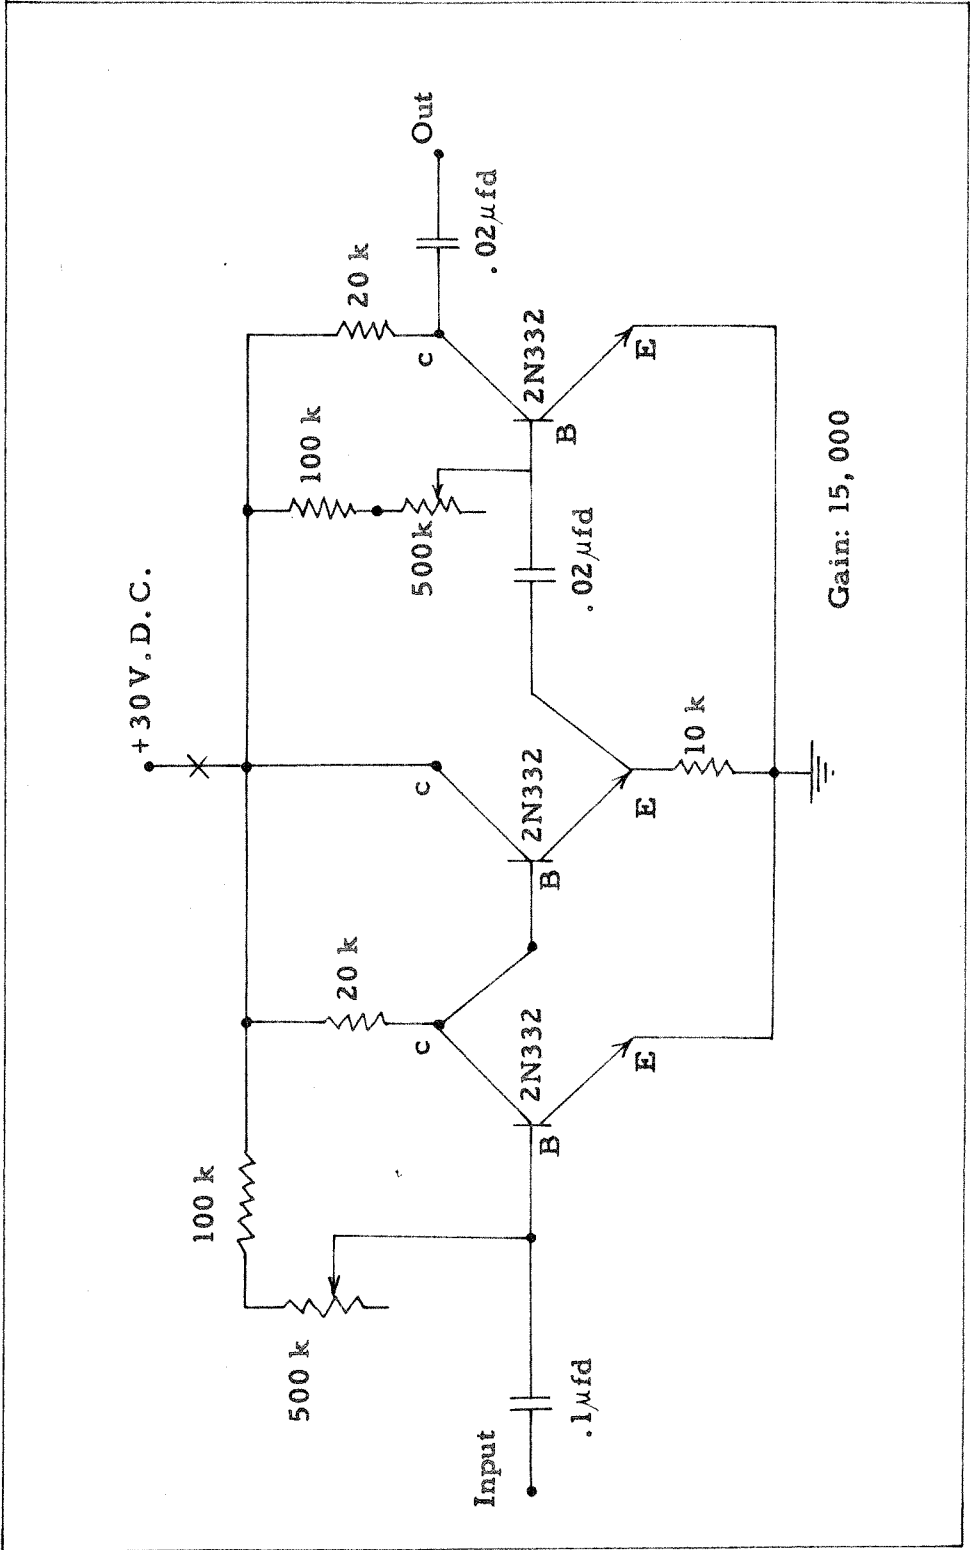 +30V.D.C.
100 k
20 k
100 k
20 k
500 k
500k
c
c
c
Out
Input
.1µfd
B
2N332
E
B
2N332
E
10 k
.02µfd
B
2N332
E
.02µfd
Gain: 15,000